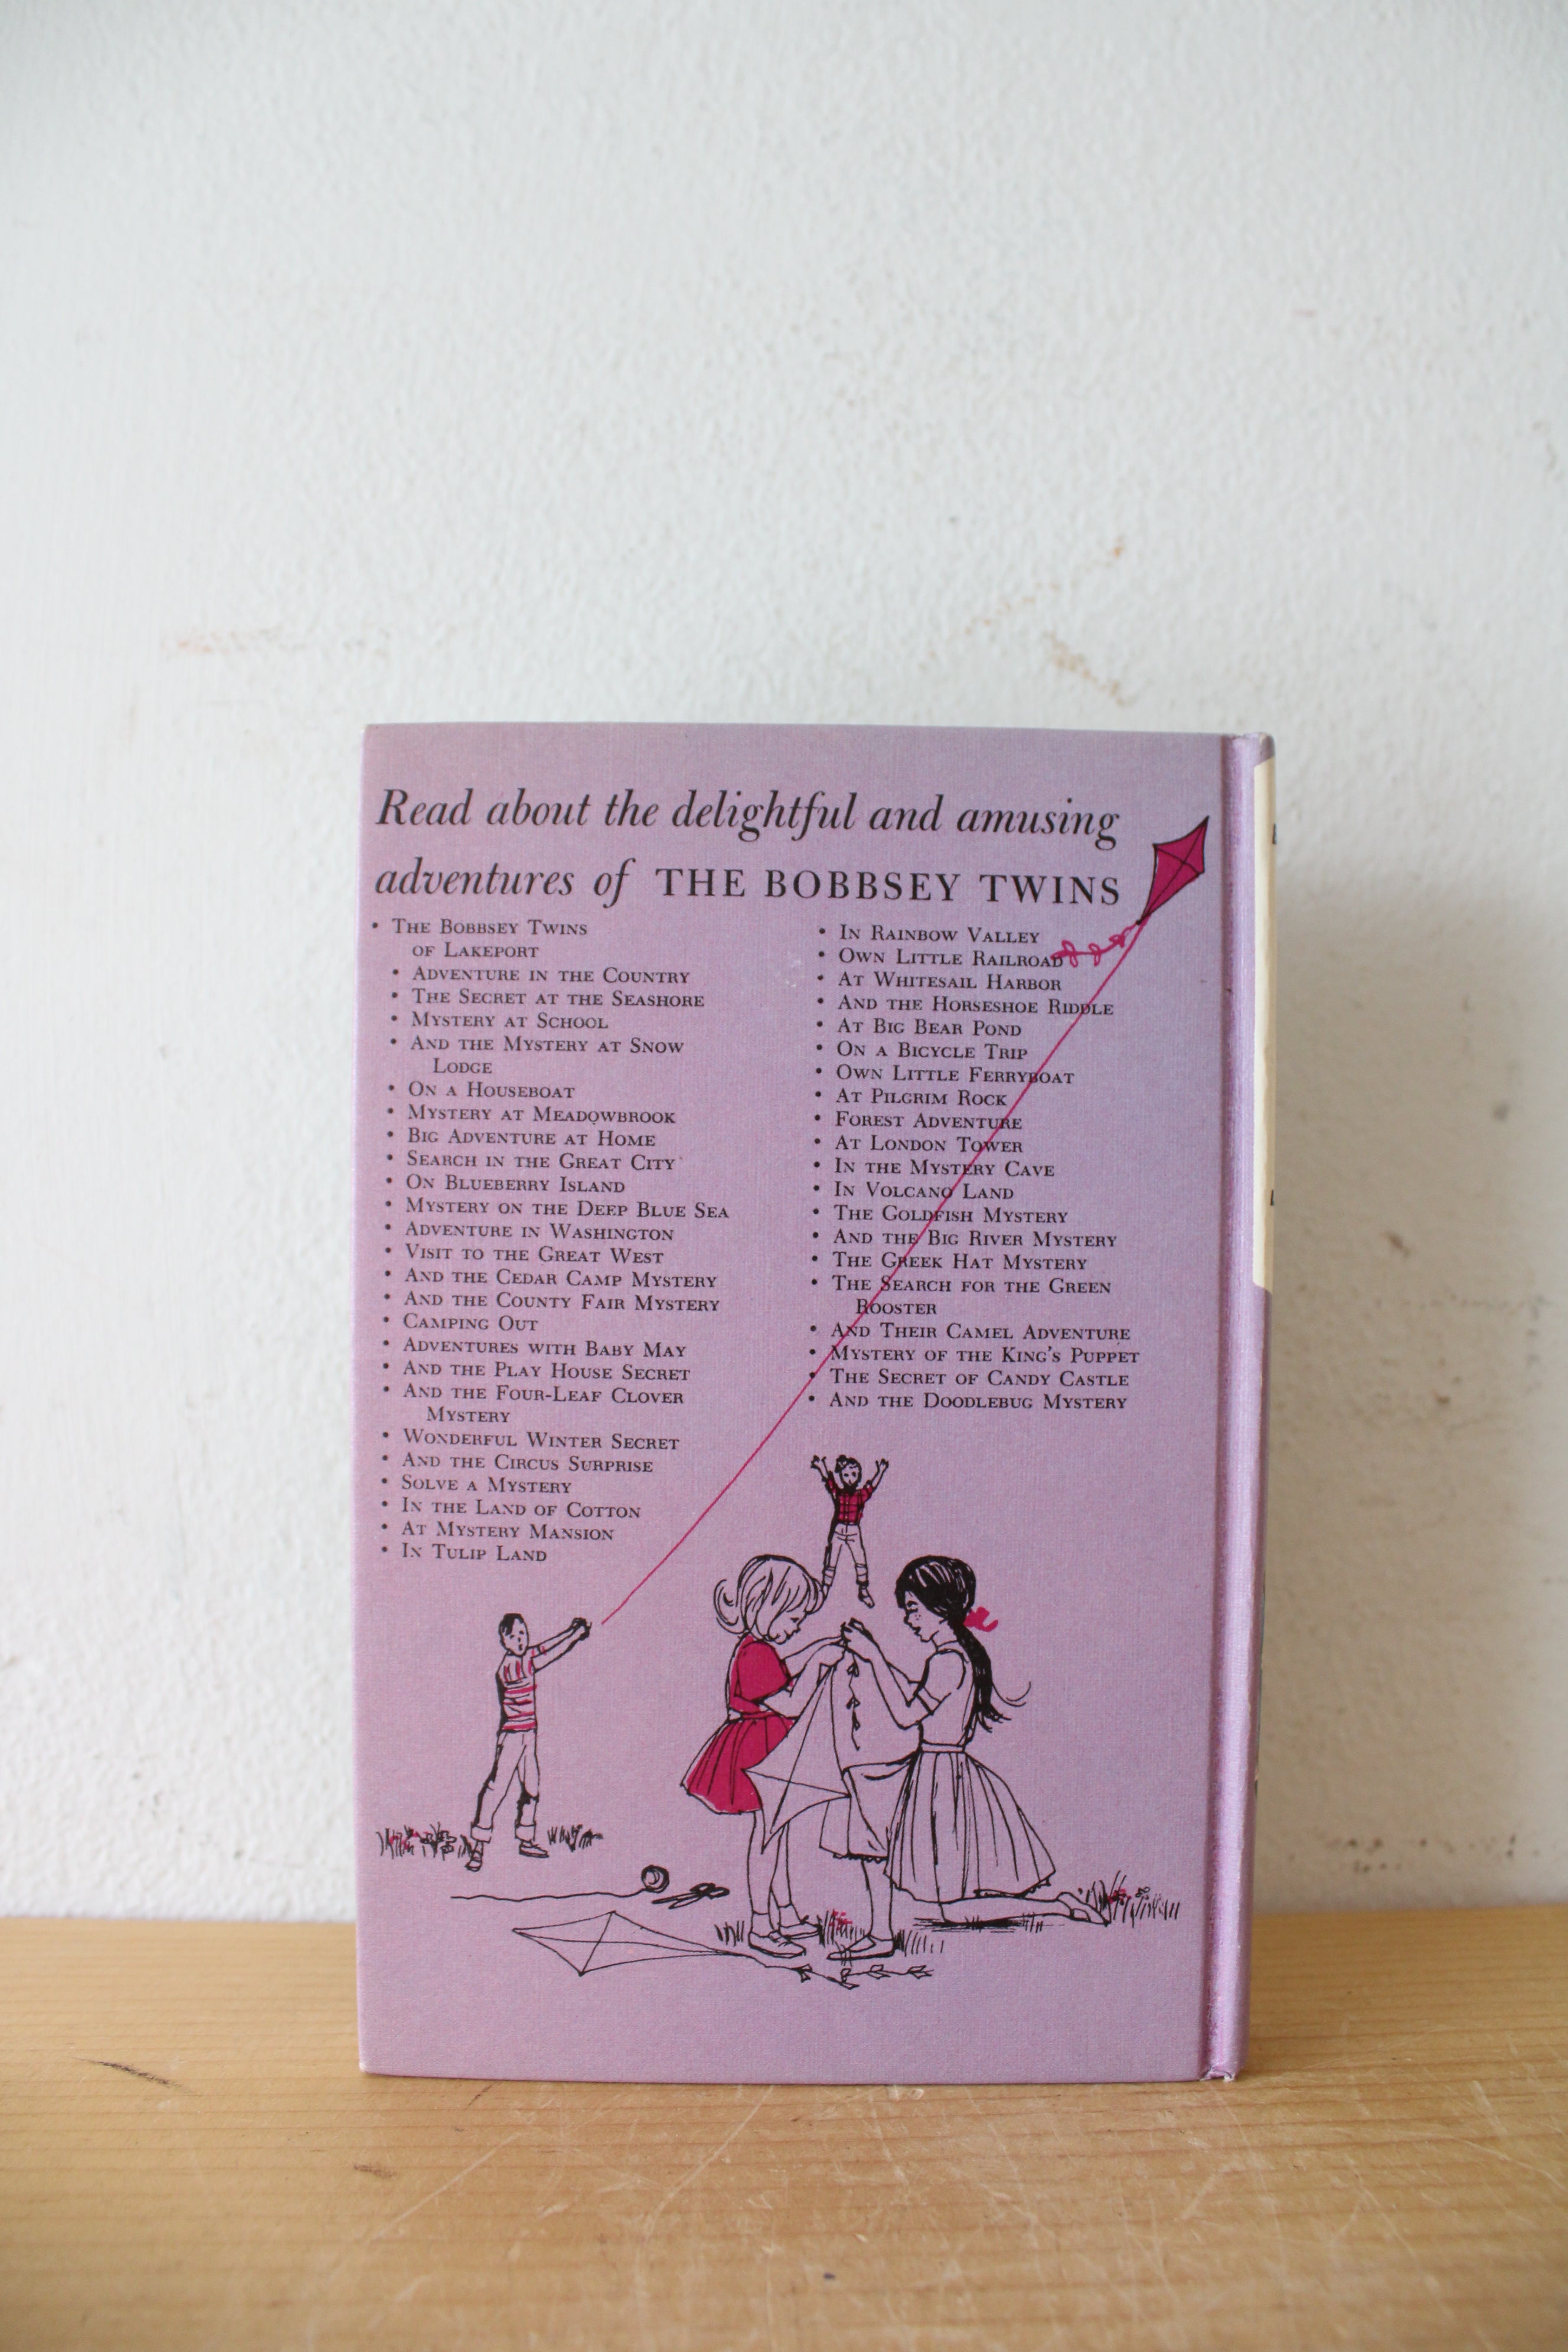 Read about the delightful and amusing
adventures of THE BOBBSEY TWINS
• The Bobbsey Twins
of Lakeport
• Adventure in the Country
• The Secret at the Seashore
• Mystery at School
• And the Mystery at Snow
Lodge
• On a Houseboat
• Mystery at Meadowbrook
• Big Adventure at Home
• Search in the Great City
• On Blueberry Island
• Mystery on the Deep Blue Sea
• Adventure in Washington
• Visit to the Great West
• And the Cedar Camp Mystery
• And the County Fair Mystery
• Camping Out
• Adventures with Baby May
• And the Play House Secret
• And the Four-Leaf Clover
Mystery
• Wonderful Winter Secret
• And the Circus Surprise
• Solve a Mystery
• In the Land of Cotton
• At Mystery Mansion
• In Tulip Land
• In Rainbow Valley
• Own Little Railroad
• At Whitesail Harbor
• And the Horseshoe Riddle
• At Big Bear Pond
• On a Bicycle Trip
• Own Little Ferryboat
• At Pilgrim Rock
• Forest Adventure
• At London Tower
• In the Mystery Cave
• In Volcano Land
• The Goldfish Mystery
• And the Big River Mystery
• The Greek Hat Mystery
• The Search for the Green
Rooster
• And Their Camel Adventure
• Mystery of the King's Puppet
• The Secret of Candy Castle
• And the Doodlebug Mystery